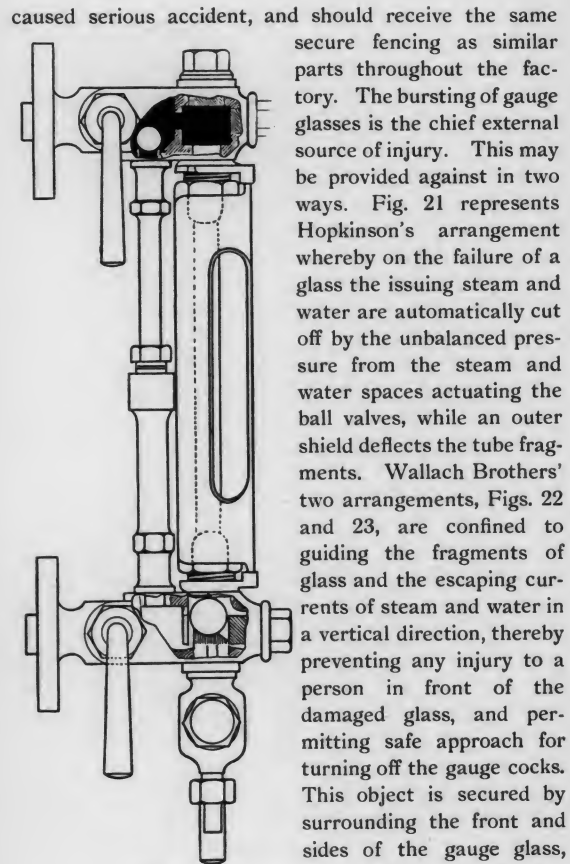 caused serious accident, and should receive the same
secure fencing as similar
parts throughout the fac-
tory. The bursting of gauge
glasses is the chief external
source of injury. This may
be provided against in two
ways. Fig. 21 represents
Hopkinson's arrangement
whereby on the failure of a
glass the issuing steam and
water are automatically cut
off by the unbalanced pres-
sure from the steam and
water spaces actuating the
ball valves, while an outer
shield deflects the tube frag-
ments. Wallach Brothers'
two arrangements, Figs. 22
and 23, are confined to
guiding the fragments of
glass and the escaping cur-
rents of steam and water in
a vertical direction, thereby
preventing any injury to a
person in front of the
damaged glass, and per-
mitting safe approach for
turning off the gauge cocks.
This object is secured by
surrounding the front and
sides of the gauge glass,